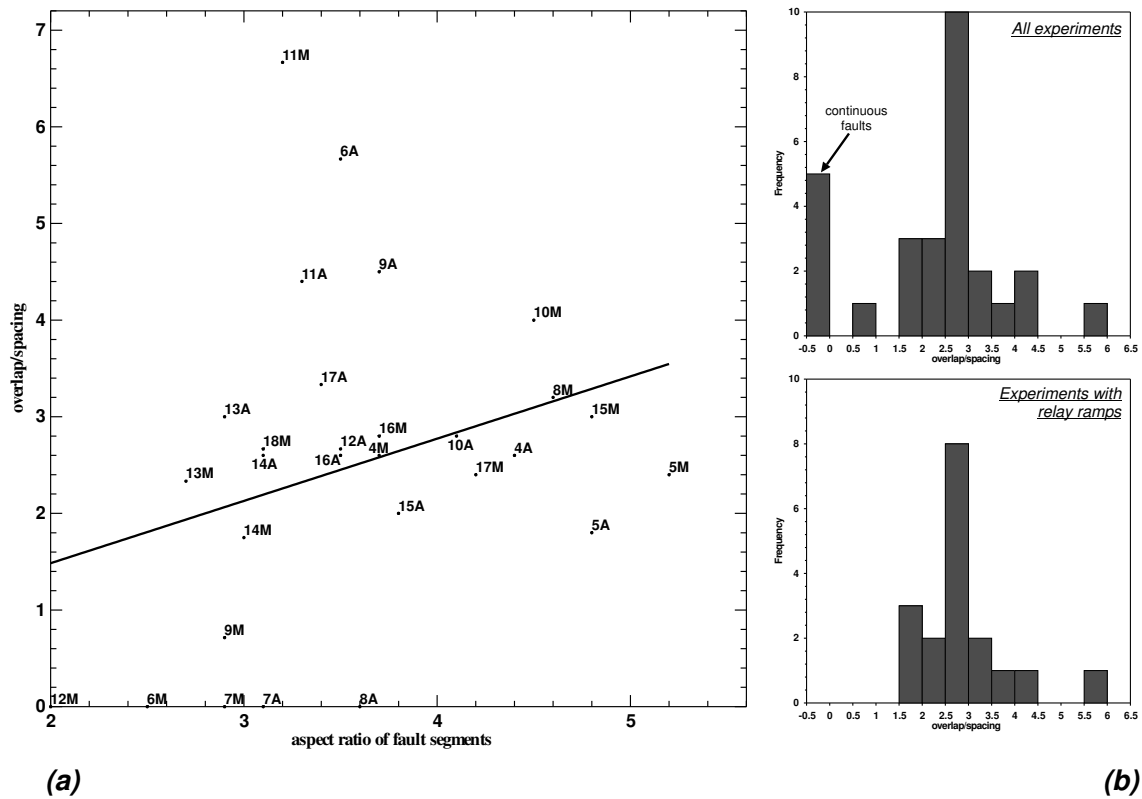 7
6
5
4
3
2
1
0
overlap/spacing
11M
6A
9A
11A
10M
17A
8M
13A
15M
16M
12A
18M
10A
4M
4A
14A
16A
13M
17M
5M
15A
14M
5A
9M
12M
6M
7M
7A
8A
2 3 4 5
aspect ratio of fault segments
(a)
All experiments
continuous
faults
Frequency
10
8
6
4
2
0
-0.5 0 0.5 1 1.5 2 2.5 3 3.5 4 4.5 5 5.5 6 6.5
overlap/spacing
Experiments with
relay ramps
Frequency
10
8
6
4
2
0
-0.5 0 0.5 1 1.5 2 2.5 3 3.5 4 4.5 5 5.5 6 6.5
overlap/spacing
(b)